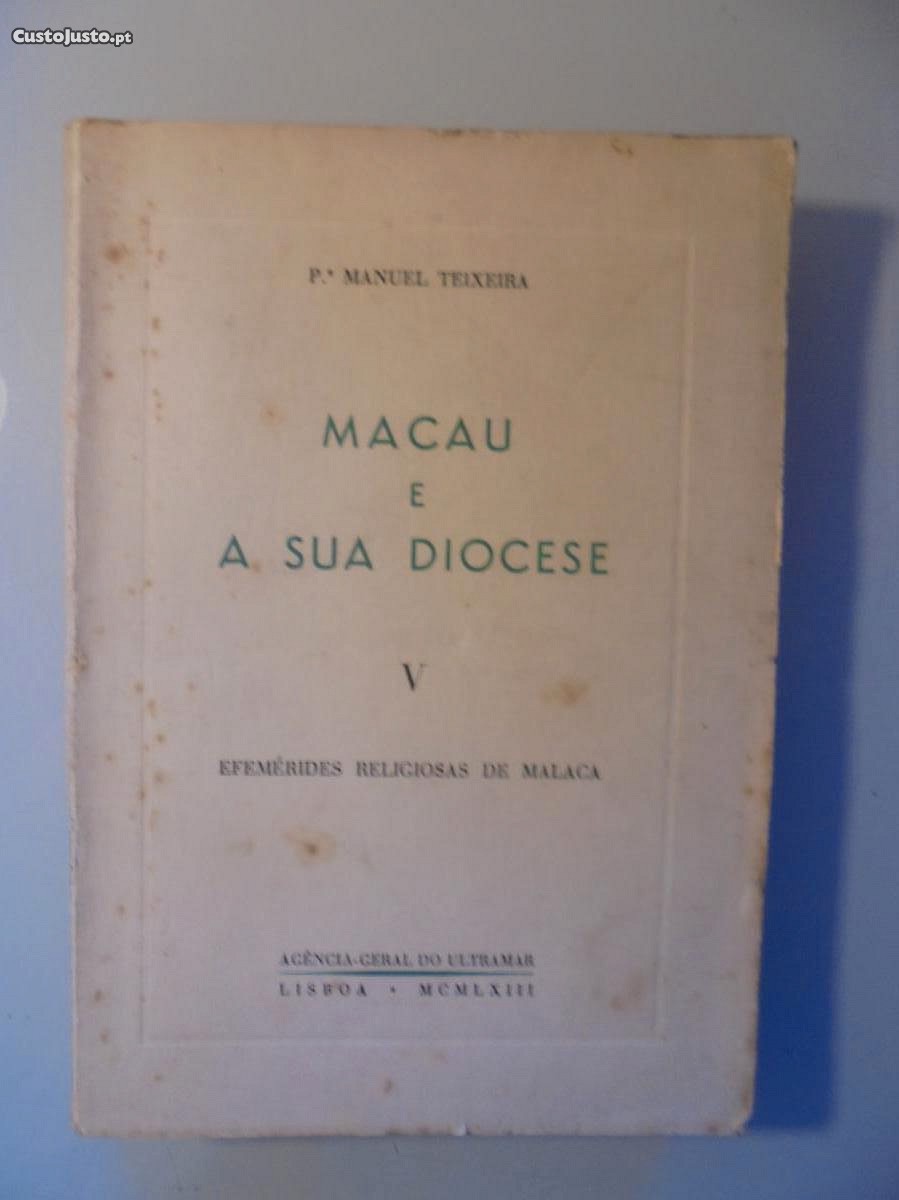 CustoJusto.pt
P.ᵉ MANUEL TEIXEIRA
MACAU
E
A SUA DIOCESE
V
EFEMÉRIDES RELIGIOSAS DE MALACA
AGÊNCIA-GERAL DO ULTRAMAR
LISBOA • MCMLXIII